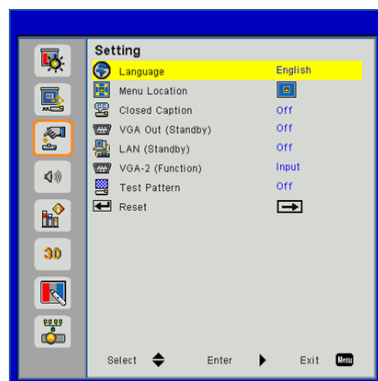 Setting
Language English
Menu Location
Closed Caption Off
VGA Out (Standby) Off
LAN (Standby) Off
VGA-2 (Function) Input
Test Pattern Off
Reset
3D
Select Enter Exit Menu